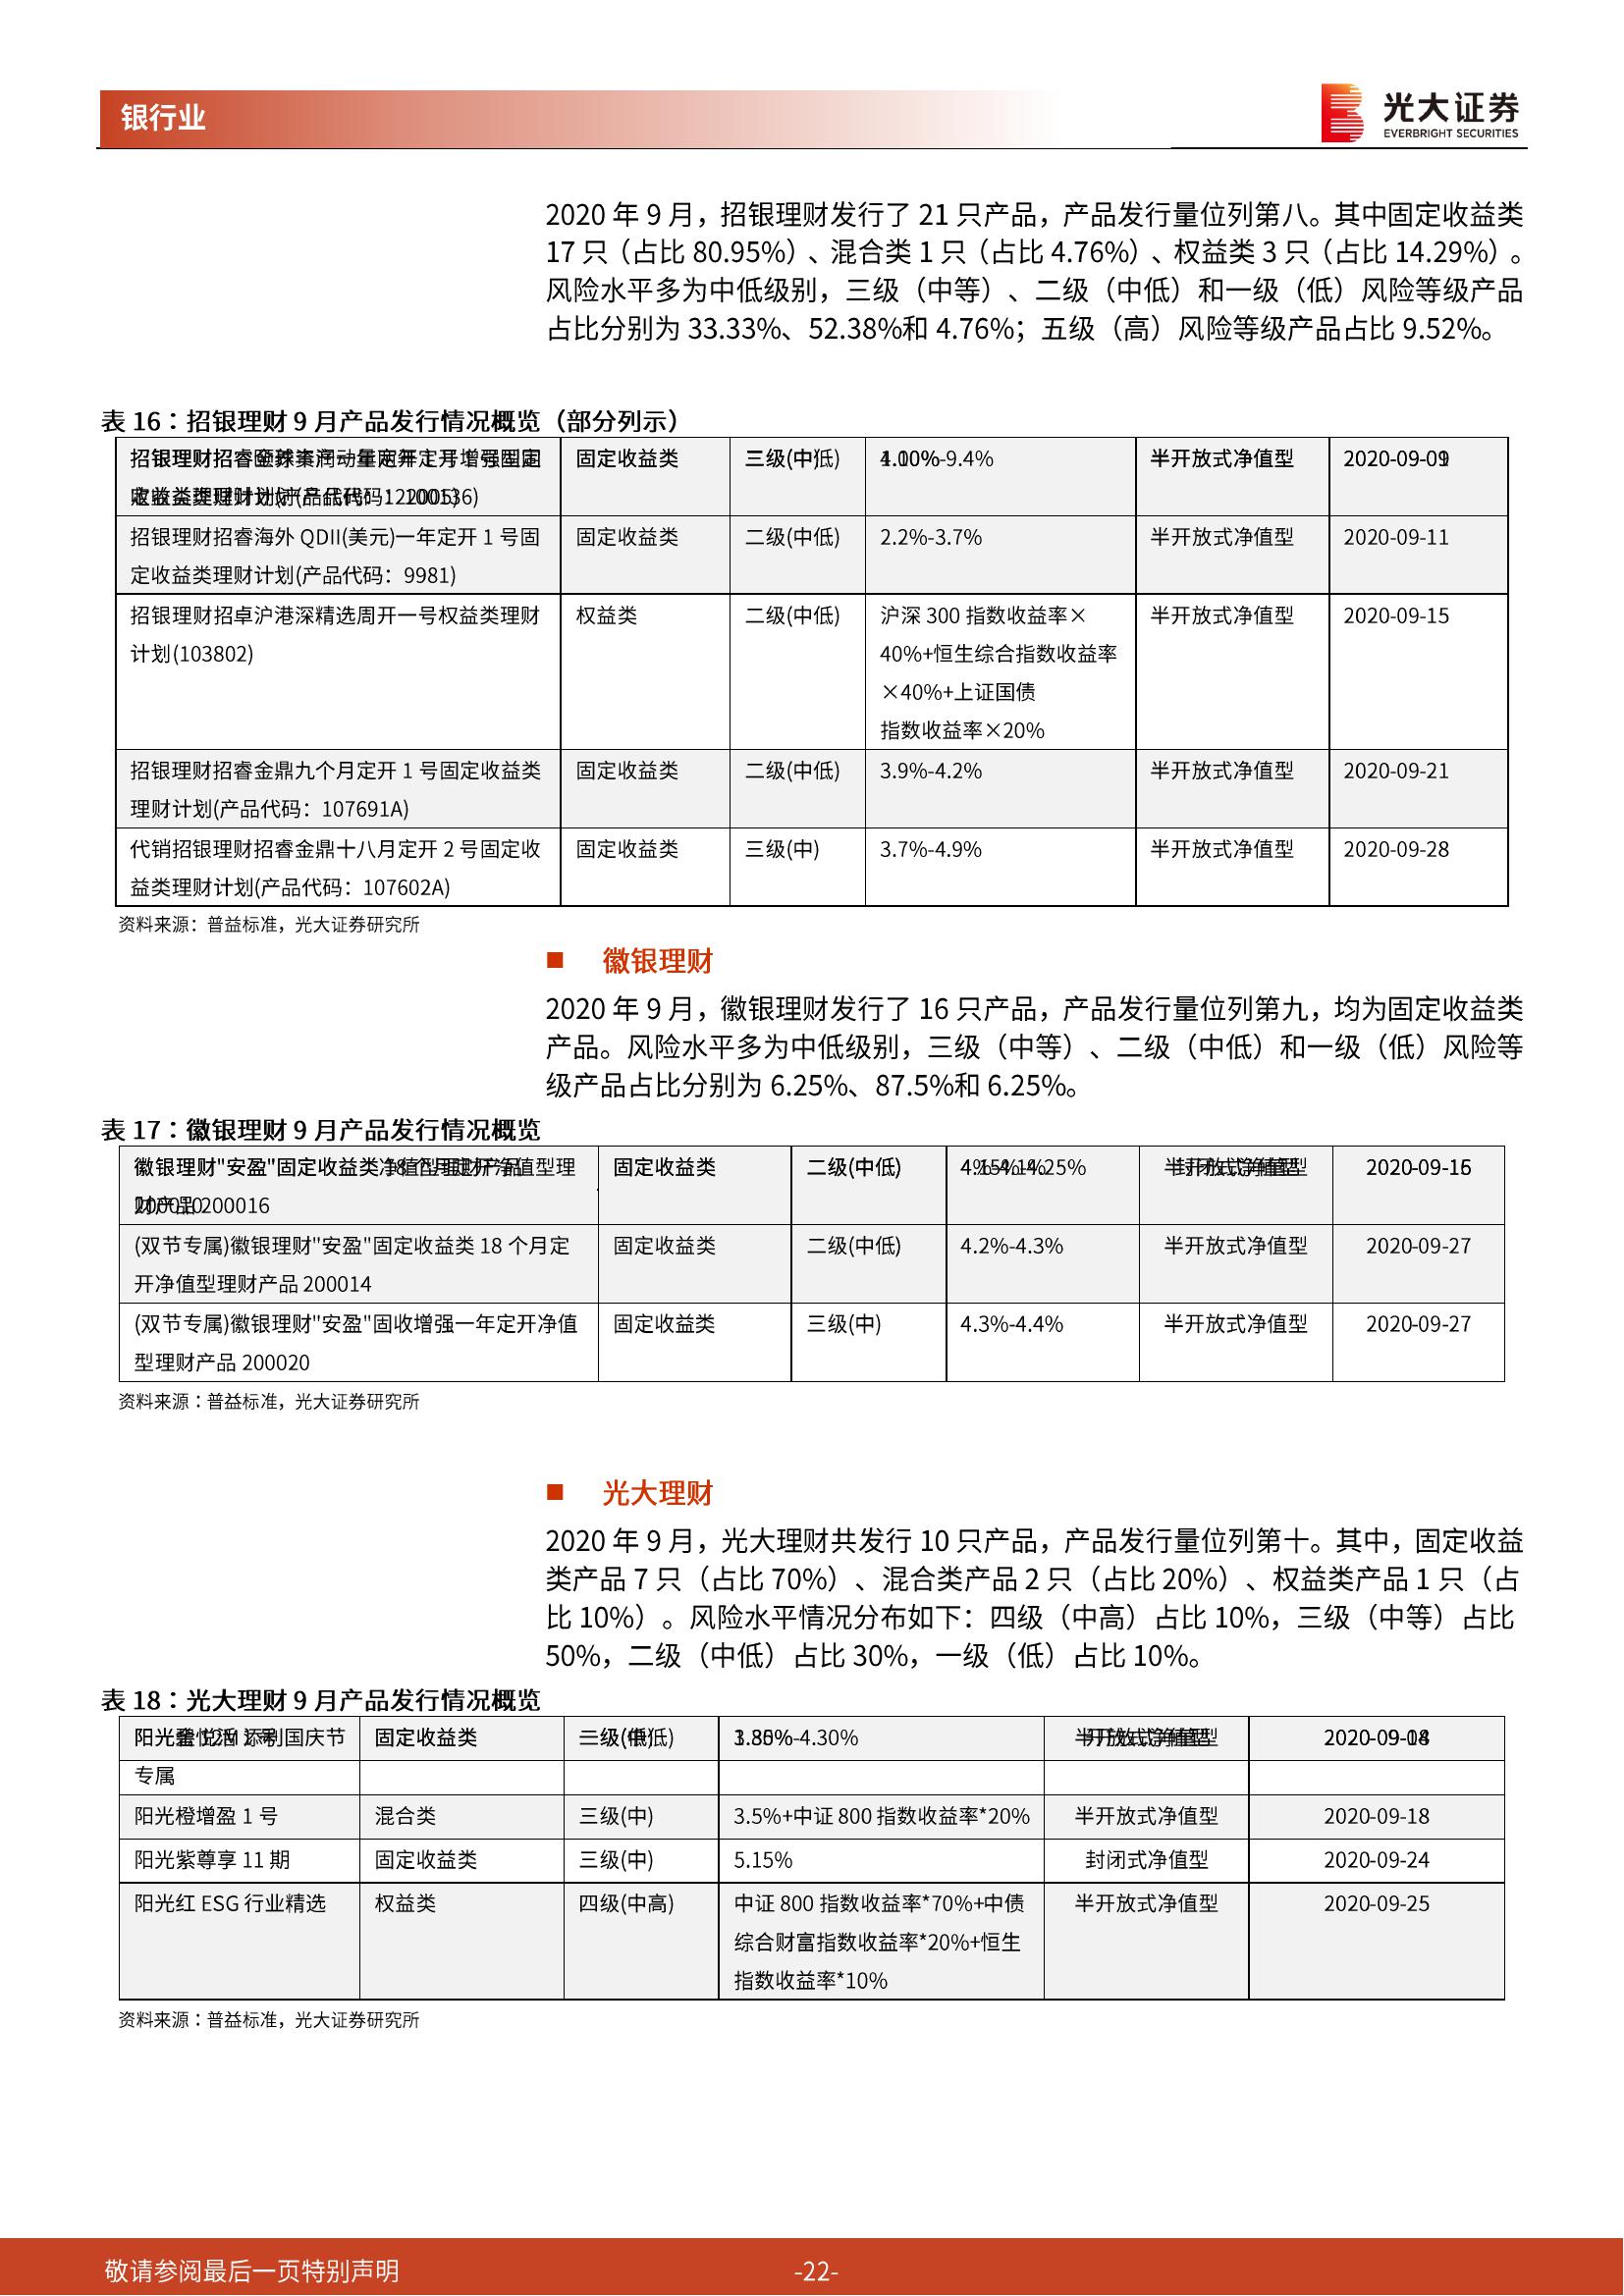 银行业
光大证券
EVERBRIGHT SECURITIES
2020 年 9 月，招银理财发行了 21 只产品，产品发行量位列第八。其中固定收益类
17 只（占比 80.95%）、混合类 1 只（占比 4.76%）、权益类 3 只（占比 14.29%）。
风险水平多为中低级别，三级（中等）、二级（中低）和一级（低）风险等级产品
占比分别为 33.33%、52.38%和 4.76%；五级（高）风险等级产品占比 9.52%。
表 16：招银理财 9 月产品发行情况概览（部分列示）
固定收益类 半开放式净值型
招银理财招睿海外 QDII(美元)一年定开 1 号固 固定收益类 二级(中低) 2.2%-3.7% 半开放式净值型 2020-09-11
定收益类理财计划(产品代码：9981)
招银理财招卓沪港深精选周开一号权益类理财 权益类 二级(中低) 沪深 300 指数收益率× 半开放式净值型 2020-09-15
计划(103802) 40%+恒生综合指数收益率
×40%+上证国债
指数收益率×20%
招银理财招睿金鼎九个月定开 1 号固定收益类 固定收益类 二级(中低) 3.9%-4.2% 半开放式净值型 2020-09-21
理财计划(产品代码：107691A)
代销招银理财招睿金鼎十八月定开 2 号固定收 固定收益类 三级(中) 3.7%-4.9% 半开放式净值型 2020-09-28
益类理财计划(产品代码：107602A)
资料来源：普益标准，光大证券研究所
■ 徽银理财
2020 年 9 月，徽银理财发行了 16 只产品，产品发行量位列第九，均为固定收益类
产品。风险水平多为中低级别，三级（中等）、二级（中低）和一级（低）风险等
级产品占比分别为 6.25%、87.5%和 6.25%。
表 17：徽银理财 9 月产品发行情况概览
徽银理财"安盈"固定收益类 固定收益类 二级(中低)
200016
(双节专属)徽银理财"安盈"固定收益类 18 个月定 固定收益类 二级(中低) 4.2%-4.3% 半开放式净值型 2020-09-27
开净值型理财产品 200014
(双节专属)徽银理财"安盈"固收增强一年定开净值 固定收益类 三级(中) 4.3%-4.4% 半开放式净值型 2020-09-27
型理财产品 200020
资料来源：普益标准，光大证券研究所
■ 光大理财
2020 年 9 月，光大理财共发行 10 只产品，产品发行量位列第十。其中，固定收益
类产品 7 只（占比 70%）、混合类产品 2 只（占比 20%）、权益类产品 1 只（占
比 10%）。风险水平情况分布如下：四级（中高）占比 10%，三级（中等）占比
50%，二级（中低）占比 30%，一级（低）占比 10%。
表 18：光大理财 9 月产品发行情况概览
国庆节 固定收益类
专属
阳光橙增盈 1 号 混合类 三级(中) 3.5%+中证 800 指数收益率*20% 半开放式净值型 2020-09-18
阳光紫尊享 11 期 固定收益类 三级(中) 5.15% 封闭式净值型 2020-09-24
阳光红 ESG 行业精选 权益类 四级(中高) 中证 800 指数收益率*70%+中债 半开放式净值型 2020-09-25
综合财富指数收益率*20%+恒生
指数收益率*10%
资料来源：普益标准，光大证券研究所
敬请参阅最后一页特别声明 -22-